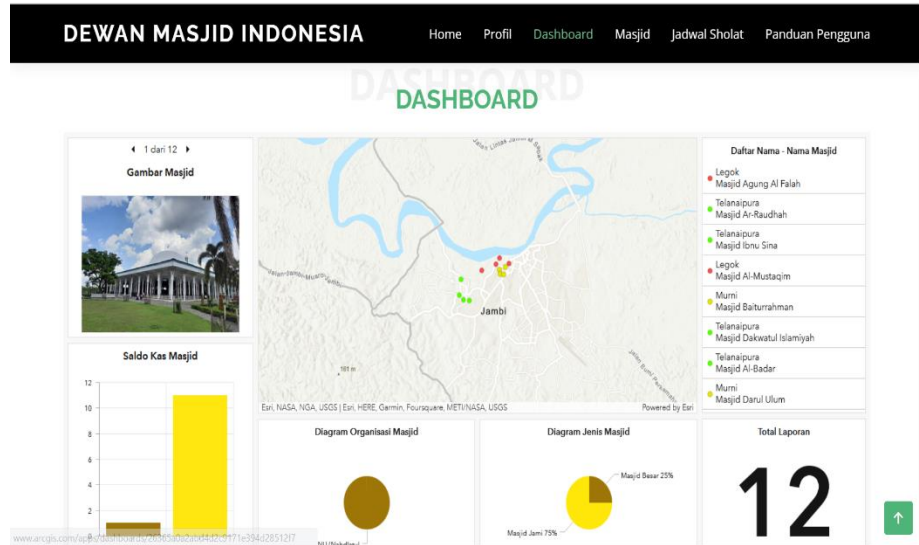 DEWAN MASJID INDONESIA
Home Profil Dashboard Masjid Jadwal Sholat Panduan Pengguna
DASHBOARD
DASHBOARD
1 dari 12
Gambar Masjid
Saldo Kas Masjid
12
10
8
6
4
2
0
Jambi
161 m
Esri, NASA, NGA, USGS | Esri, HERE, Garmin, Foursquare, METI/NASA, USGS
Powered by Esri
Daftar Nama - Nama Masjid
Legok
Masjid Agung Al Falah
Telanaipura
Masjid Ar-Raudhah
Telanaipura
Masjid Ibnu Sina
Legok
Masjid Al-Mustaqim
Murni
Masjid Baiturrahman
Telanaipura
Masjid Dakwatul Islamiyah
Telanaipura
Masjid Al-Badar
Murni
Masjid Darul Ulum
Diagram Organisasi Masjid
Diagram Jenis Masjid
Masjid Besar 25%
Masjid Jami 75%
Total Laporan
12